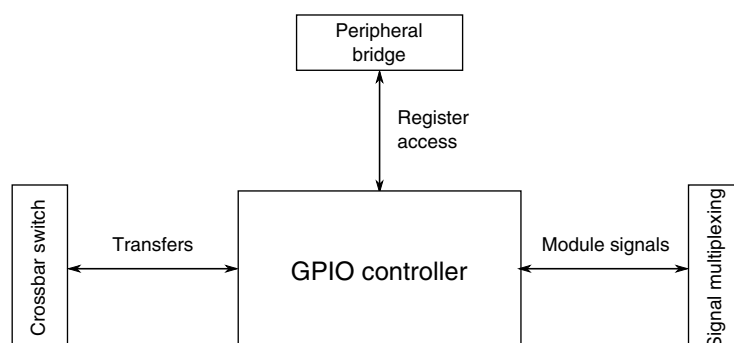 Peripheral
bridge
Register
access
Crossbar switch
Transfers
GPIO controller
Module signals
Signal multiplexing